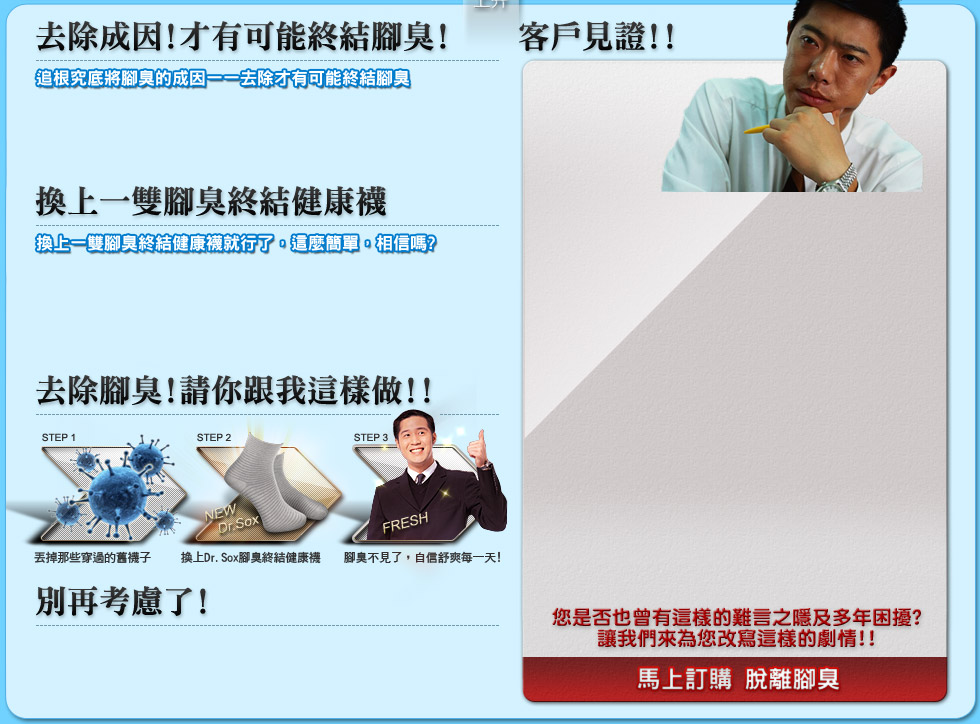 去除成因!才有可能終結腳臭!
追根究底將腳臭的成因一一去除才有可能終結腳臭
換上一雙腳臭終結健康襪
換上一雙腳臭終結健康襪就行了，這麼簡單，相信嗎?
去除腳臭!請你跟我這樣做!!
STEP 1
STEP 2
STEP 3
NEW
Dr.Sox
FRESH
丟掉那些穿過的舊襪子
換上Dr. Sox腳臭終結健康襪
腳臭不見了，自信舒爽每一天!
別再考慮了!
客戶見證!!
您是否也曾有這樣的難言之隱及多年困擾?
讓我們來為您改寫這樣的劇情!!
馬上訂購 脫離腳臭